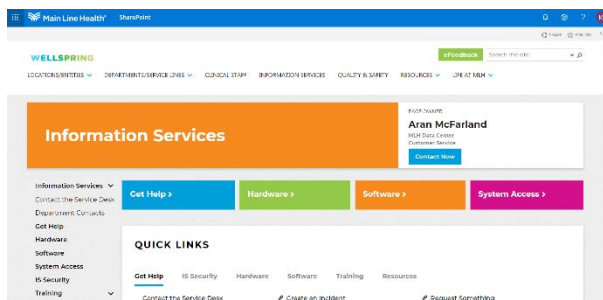 Main Line Health® SharePoint ?
SHARE FOLLOW
WELLSPRING
eFeedback Search this site
LOCATIONS/ENTITIES DEPARTMENTS/SERVICE LINES CLINICAL STAFF INFORMATION SERVICES QUALITY & SAFETY RESOURCES LIFE AT MLH
PAGE OWNER
Information Services
Aran McFarland
MLH Data Center
Customer Service
Contact Now
Information Services
Get Help > Hardware > Software > System Access >
Contact the Service Desk
Department Contacts
Get Help
Hardware
Software
System Access
IS Security
Training
QUICK LINKS
Get Help IS Security Hardware Software Training Resources
Contact the Service Desk Create an Incident Request Something